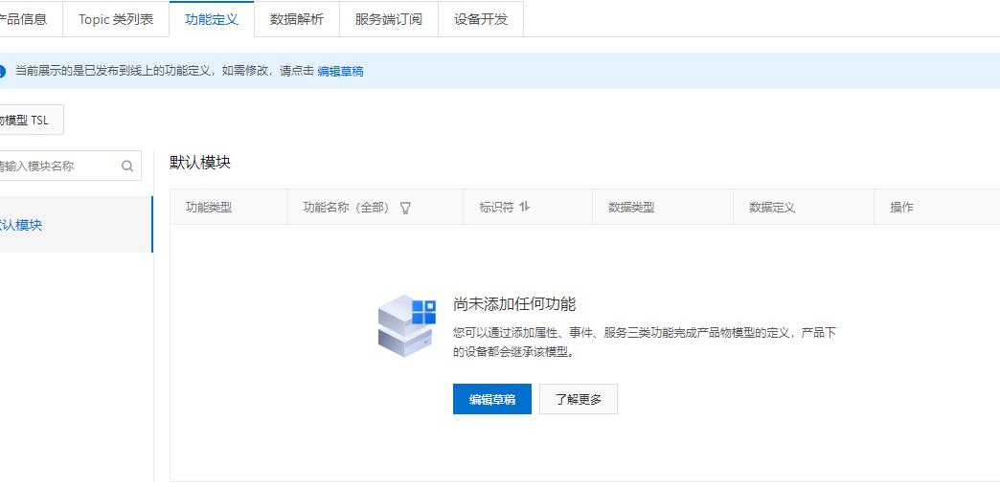 产品信息 Topic 类列表 功能定义 数据解析 服务端订阅 设备开发
当前展示的是已发布到线上的功能定义，如需修改，请点击 编辑草稿
物模型 TSL
请输入模块名称
默认模块
默认模块
功能类型 功能名称（全部） 标识符 数据类型 数据定义 操作
尚未添加任何功能
您可以通过添加属性、事件、服务三类功能完成产品物模型的定义，产品下
的设备都会继承该模型。
编辑草稿 了解更多